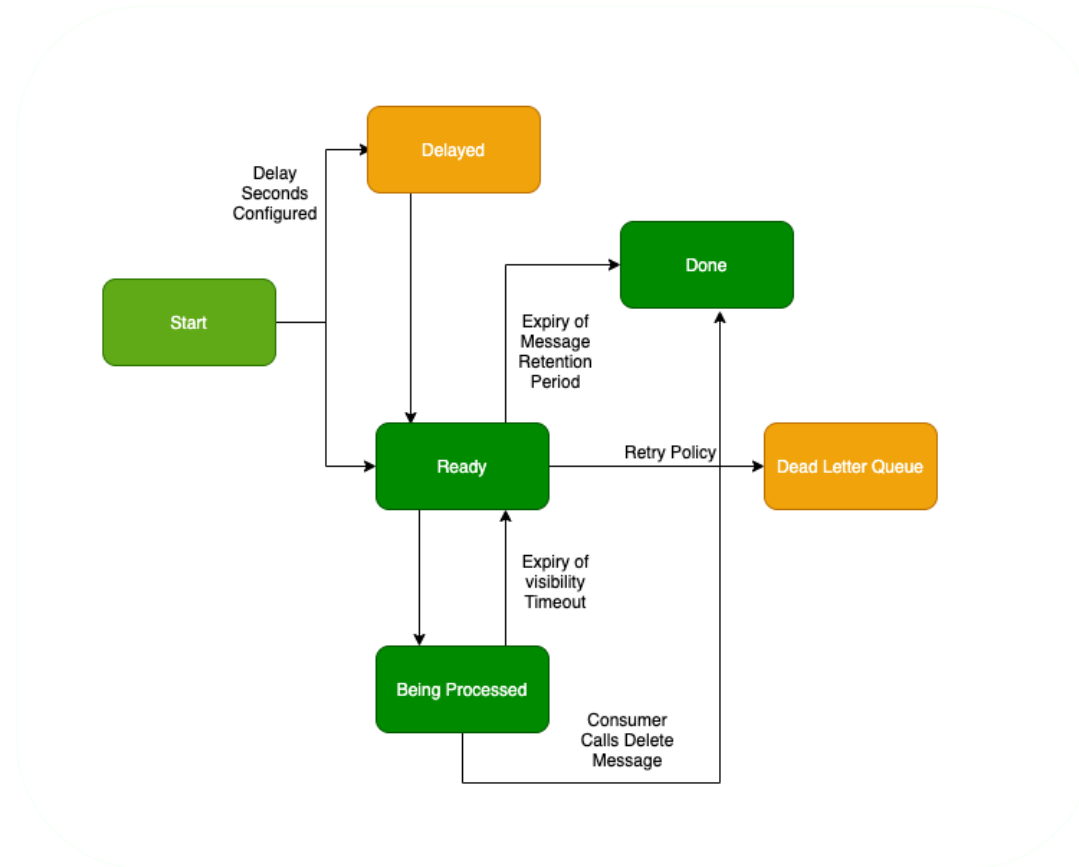 Delayed
Delay
Seconds
Configured
Done
Start
Expiry of
Message
Retention
Period
Retry Policy
Ready
Dead Letter Queue
Expiry of
visibility
Timeout
Being Processed
Consumer
Calls Delete
Message